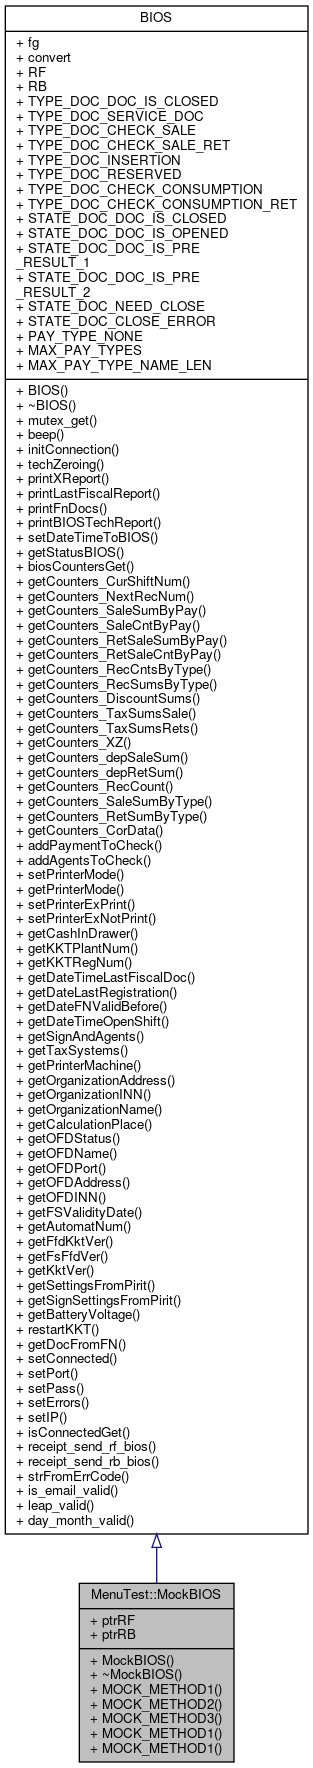 BIOS
+ fg
+ convert
+ RF
+ RB
+ TYPE_DOC_DOC_IS_CLOSED
+ TYPE_DOC_SERVICE_DOC
+ TYPE_DOC_CHECK_SALE
+ TYPE_DOC_CHECK_SALE_RET
+ TYPE_DOC_INSERTION
+ TYPE_DOC_RESERVED
+ TYPE_DOC_CHECK_CONSUMPTION
+ TYPE_DOC_CHECK_CONSUMPTION_RET
+ STATE_DOC_DOC_IS_CLOSED
+ STATE_DOC_DOC_IS_OPENED
+ STATE_DOC_DOC_IS_PRE
_RESULT_1
+ STATE_DOC_DOC_IS_PRE
_RESULT_2
+ STATE_DOC_NEED_CLOSE
+ STATE_DOC_CLOSE_ERROR
+ PAY_TYPE_NONE
+ MAX_PAY_TYPES
+ MAX_PAY_TYPE_NAME_LEN
+ BIOS()
+ ~BIOS()
+ mutex_get()
+ beep()
+ initConnection()
+ techZeroing()
+ printXReport()
+ printLastFiscalReport()
+ printFnDocs()
+ printBIOSTechReport()
+ setDateTimeToBIOS()
+ getStatusBIOS()
+ biosCountersGet()
+ getCounters_CurShiftNum()
+ getCounters_NextRecNum()
+ getCounters_SaleSumByPay()
+ getCounters_SaleCntByPay()
+ getCounters_RetSaleSumByPay()
+ getCounters_RetSaleCntByPay()
+ getCounters_RecCntsByType()
+ getCounters_RecSumsByType()
+ getCounters_DiscountSums()
+ getCounters_TaxSumsSale()
+ getCounters_TaxSumsRets()
+ getCounters_XZ()
+ getCounters_depSaleSum()
+ getCounters_depRetSum()
+ getCounters_RecCount()
+ getCounters_SaleSumByType()
+ getCounters_RetSumByType()
+ getCounters_CorData()
+ addPaymentToCheck()
+ addAgentsToCheck()
+ setPrinterMode()
+ getPrinterMode()
+ setPrinterExPrint()
+ setPrinterExNotPrint()
+ getCashInDrawer()
+ getKKTPlantNum()
+ getKKTRegNum()
+ getDateTimeLastFiscalDoc()
+ getDateLastRegistration()
+ getDateFNValidBefore()
+ getDateTimeOpenShift()
+ getSignAndAgents()
+ getTaxSystems()
+ getPrinterMachine()
+ getOrganizationAddress()
+ getOrganizationINN()
+ getOrganizationName()
+ getCalculationPlace()
+ getOFDStatus()
+ getOFDName()
+ getOFDPort()
+ getOFDAddress()
+ getOFDINN()
+ getFSValidityDate()
+ getAutomatNum()
+ getFfdKktVer()
+ getFsFfdVer()
+ getKktVer()
+ getSettingsFromPirit()
+ getSignSettingsFromPirit()
+ getBatteryVoltage()
+ restartKKT()
+ getDocFromFN()
+ setConnected()
+ setPort()
+ setPass()
+ setErrors()
+ setIP()
+ isConnectedGet()
+ receipt_send_rf_bios()
+ receipt_send_rb_bios()
+ strFromErrCode()
+ is_email_valid()
+ leap_valid()
+ day_month_valid()
MenuTest::MockBIOS
+ ptrRF
+ ptrRB
+ MockBIOS()
+ ~MockBIOS()
+ MOCK_METHOD1()
+ MOCK_METHOD2()
+ MOCK_METHOD3()
+ MOCK_METHOD1()
+ MOCK_METHOD1()